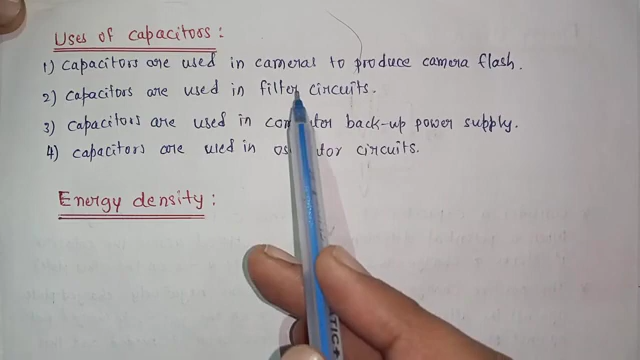 Uses of capacitors:
1) Capacitors are used in cameras to produce camera flash.
2) Capacitors are used in filter circuits.
3) Capacitors are used in back-up power supply.
4) Capacitors are used in circuits.
Energy density: